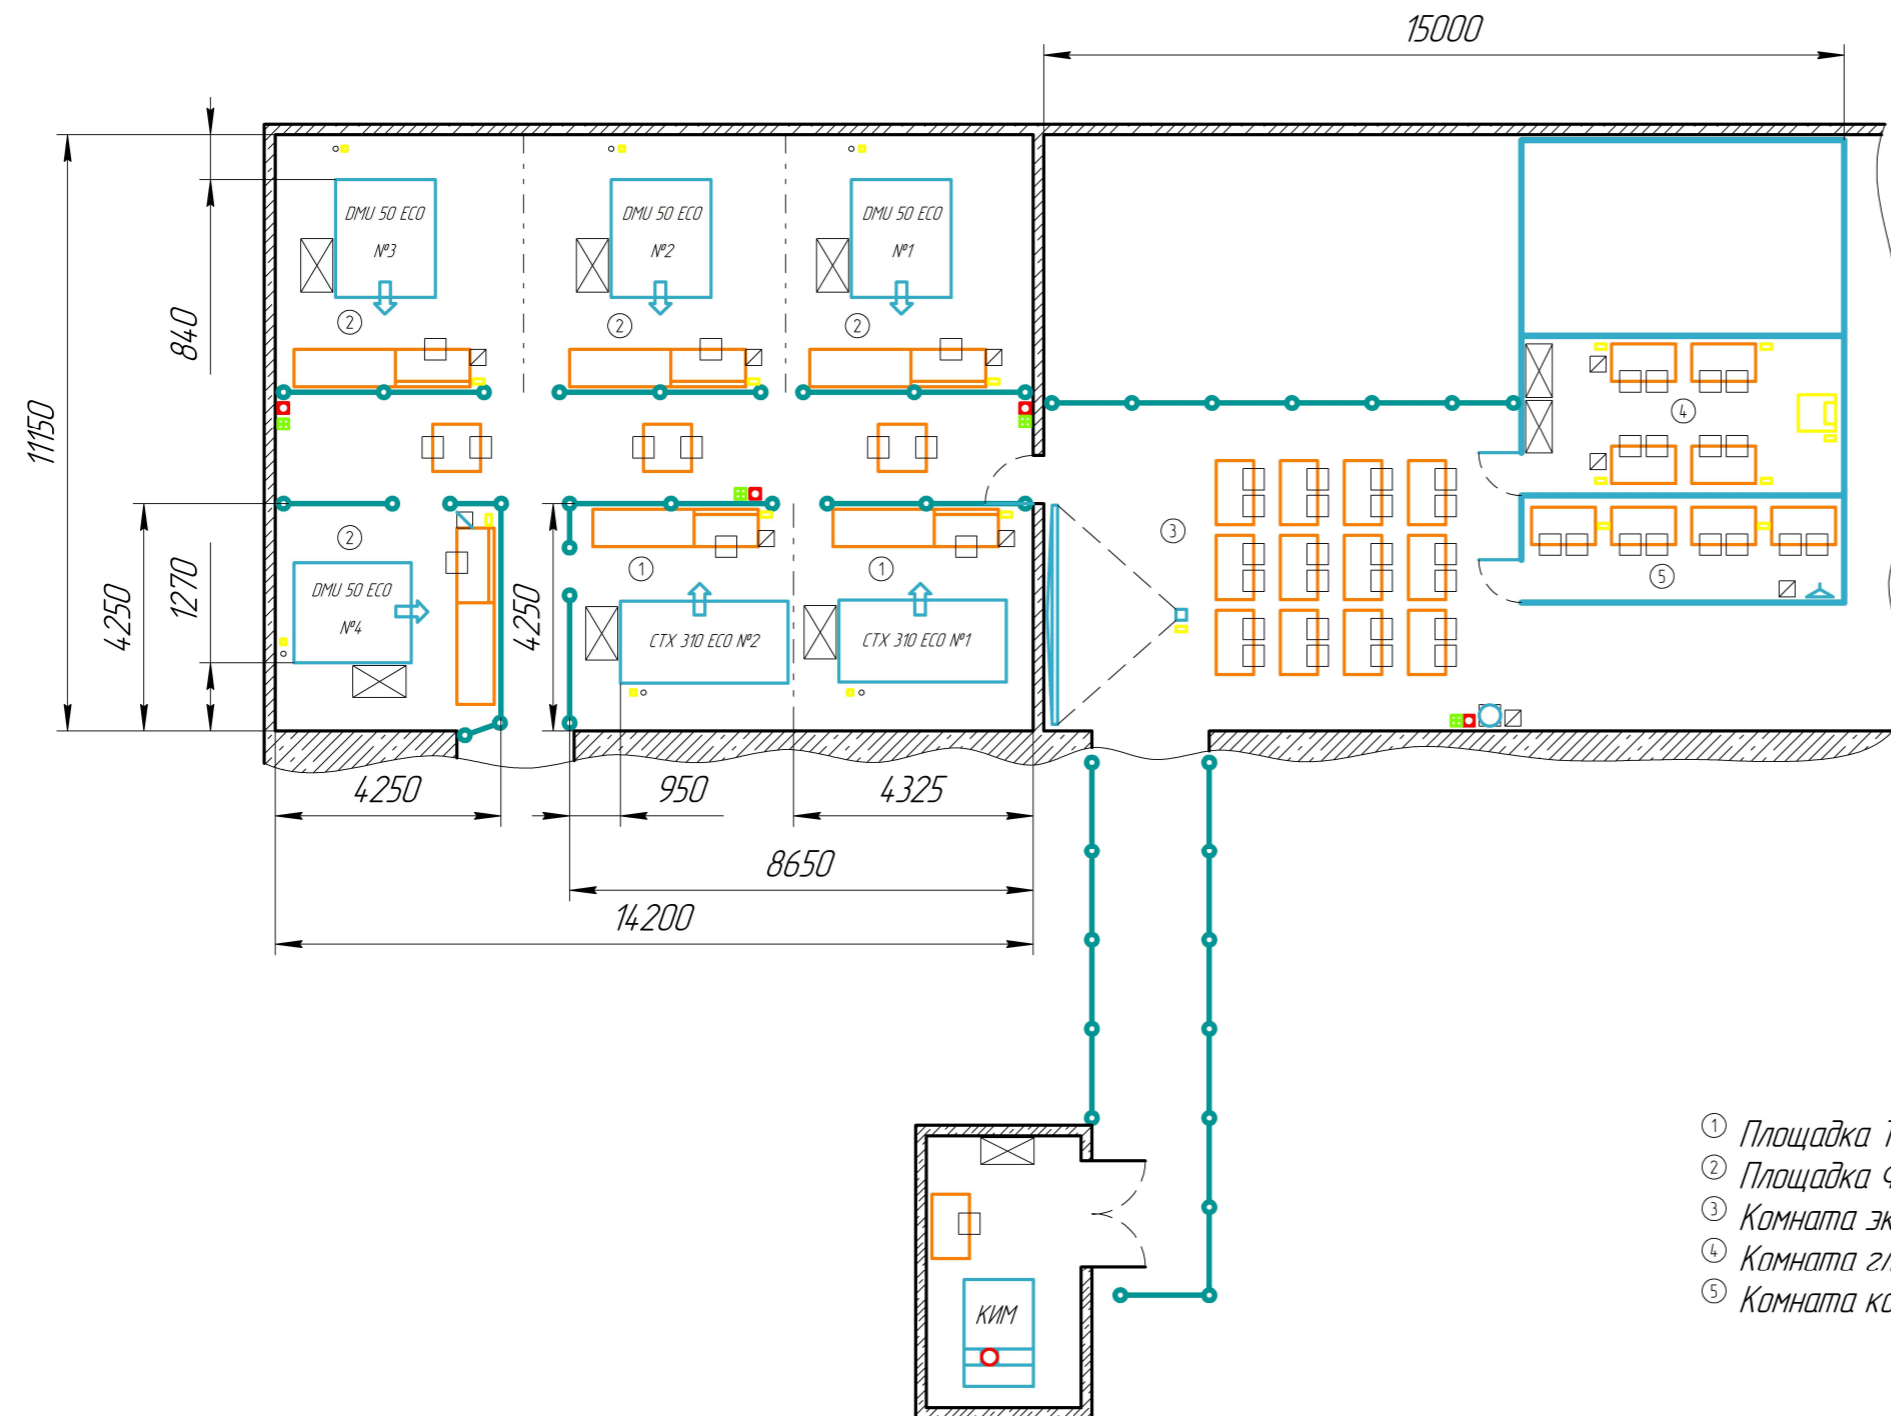 15000
DMU 50 ECO
№3
DMU 50 ECO
№2
DMU 50 ECO
№1
2
2
2
840
11150
4
3
5
2
1
1
DMU 50 ECO
№4
CTX 310 ECO №2
CTX 310 ECO №1
4250
1270
4250
4250
950
4325
8650
14200
КИМ
1 Площадка
2 Площадка
3 Комната
4 Комната
5 Комната